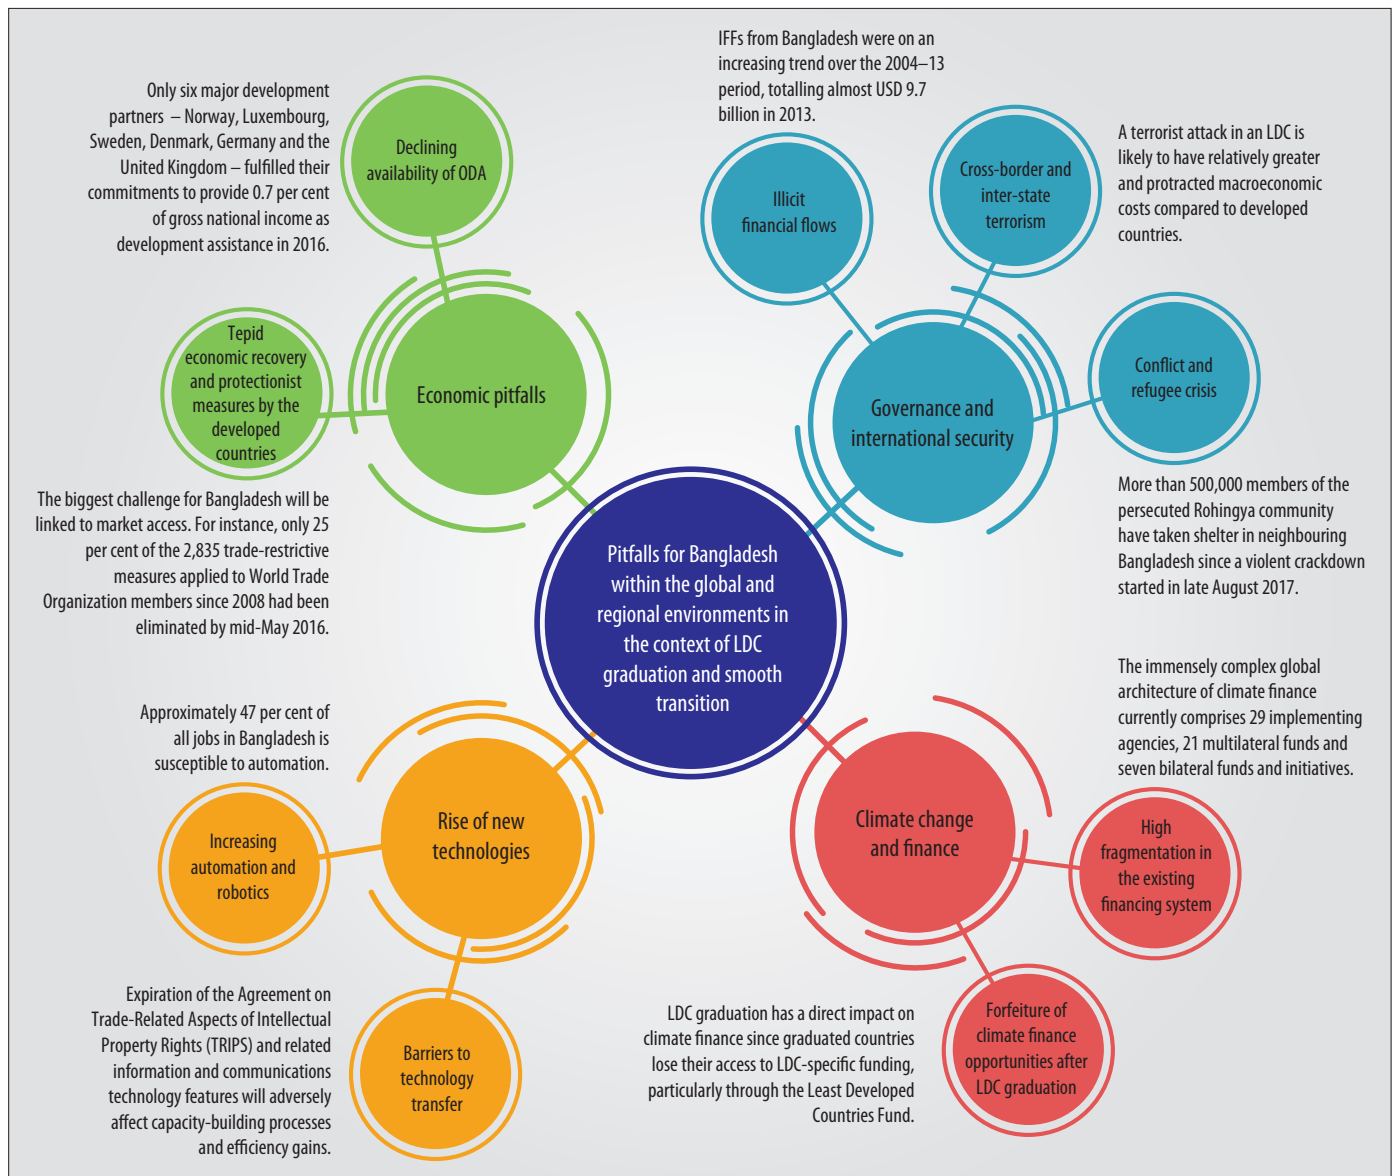 Only six major development
partners – Norway, Luxembourg,
Sweden, Denmark, Germany and the
United Kingdom – fulfilled their
commitments to provide 0.7 per cent
of gross national income as
development assistance in 2016.
Declining
availability of ODA
Tepid
economic recovery
and protectionist
measures by the
developed
countries
Economic pitfalls
The biggest challenge for Bangladesh will be
linked to market access. For instance, only 25
per cent of the 2,835 trade-restrictive
measures applied to World Trade
Organization members since 2008 had been
eliminated by mid-May 2016.
IFFs from Bangladesh were on an
increasing trend over the 2004–13
period, totalling almost USD 9.7
billion in 2013.
Illicit
financial flows
Cross-border and
inter-state
terrorism
A terrorist attack in an LDC is
likely to have relatively greater
and protracted macroeconomic
costs compared to developed
countries.
Governance and
international security
Conflict and
refugee crisis
More than 500,000 members of the
persecuted Rohingya community
have taken shelter in neighbouring
Bangladesh since a violent crackdown
started in late August 2017.
Pitfalls for Bangladesh
within the global and
regional environments in
the context of LDC
graduation and smooth
transition
Approximately 47 per cent of
all jobs in Bangladesh is
susceptible to automation.
Increasing
automation and
robotics
Rise of new
technologies
Expiration of the Agreement on
Trade-Related Aspects of Intellectual
Property Rights (TRIPS) and related
information and communications
technology features will adversely
affect capacity-building processes
and efficiency gains.
Barriers to
technology
transfer
The immensely complex global
architecture of climate finance
currently comprises 29 implementing
agencies, 21 multilateral funds and
seven bilateral funds and initiatives.
Climate change
and finance
High
fragmentation in
the existing
financing system
LDC graduation has a direct impact on
climate finance since graduated countries
lose their access to LDC-specific funding,
particularly through the Least Developed
Countries Fund.
Forfeiture of
climate finance
opportunities after
LDC graduation